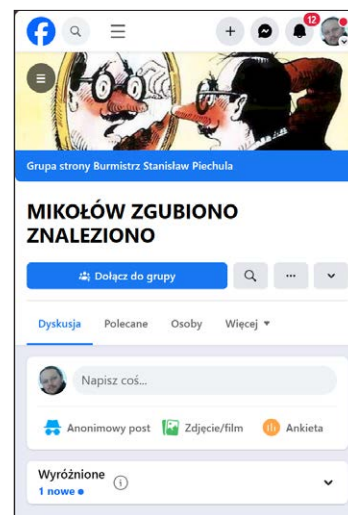 12
Grupa strony Burmistrz Stanisław Piechula
MIKOŁÓW ZGUBIONO
ZNALEZIONO
Dołącz do grupy
Dyskusja Polecane Osoby Więcej
Napisz coś...
Anonimowy post Zdjęcie/film Ankieta
Wyróżnione
1 nowe